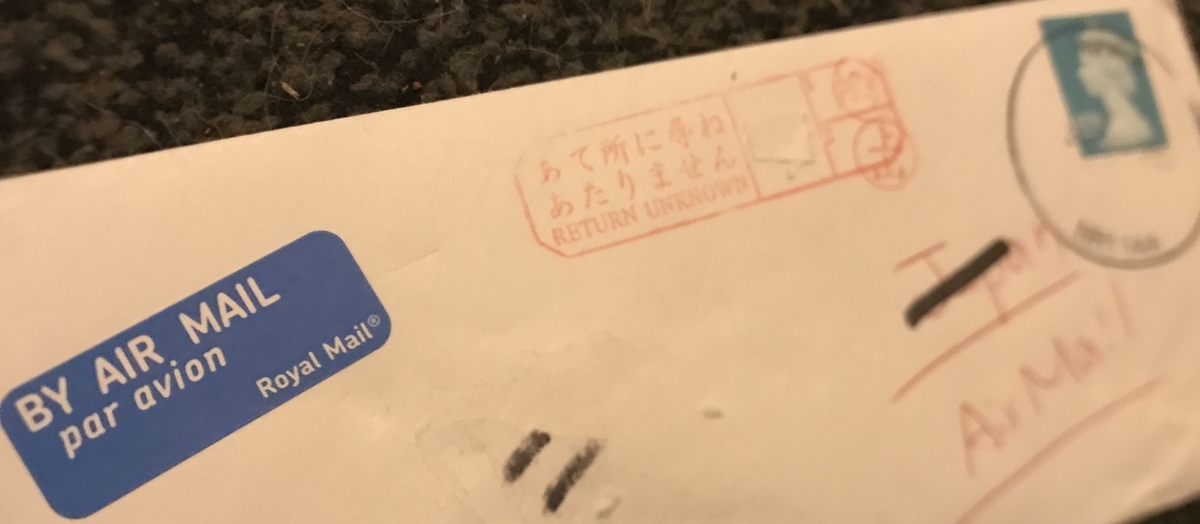 あて所に尋ね
あたりません
RETURN UNKNOWN
BY AIR MAIL
par avion
Royal Mail®
Japan
Air Mail